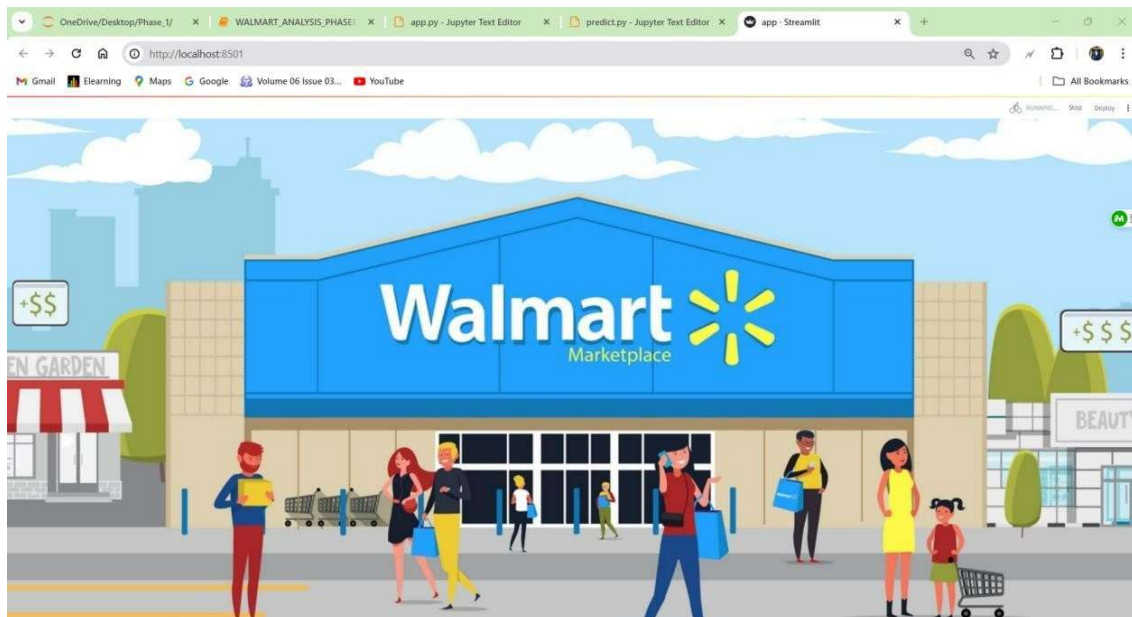 OneDrive/Desktop/Phase_1/ WALMART_ANALYSIS_PHASE app.py - Jupyter Text Editor predict.py - Jupyter Text Editor app · Streamlit
http://localhost:8501
Gmail Elearning Maps Google Volume 06 Issue 03... YouTube All Bookmarks
RUNNING... Stop Deploy
+$$
Walmart
Marketplace
+$$$
EN GARDEN
BEAUT